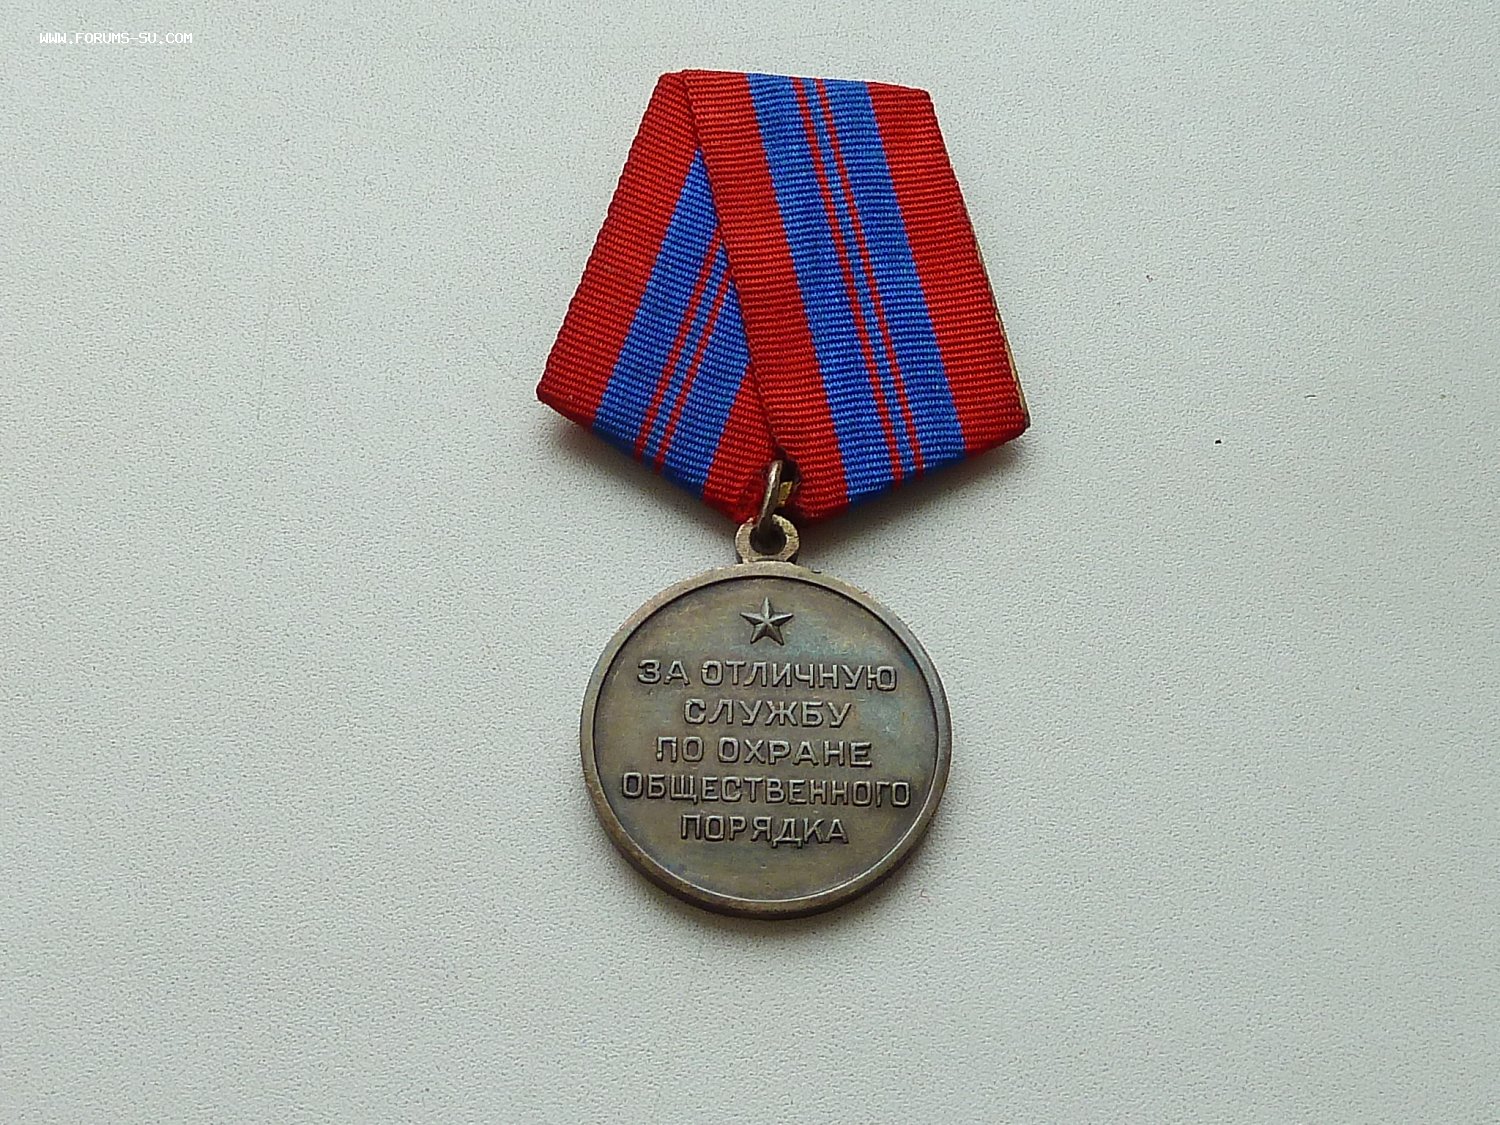 WWW.FORUMS-SU.COM
ЗА ОТЛИЧНУЮ
СЛУЖБУ
ПО ОХРАНЕ
ОБЩЕСТВЕННОГО
ПОРЯДКА